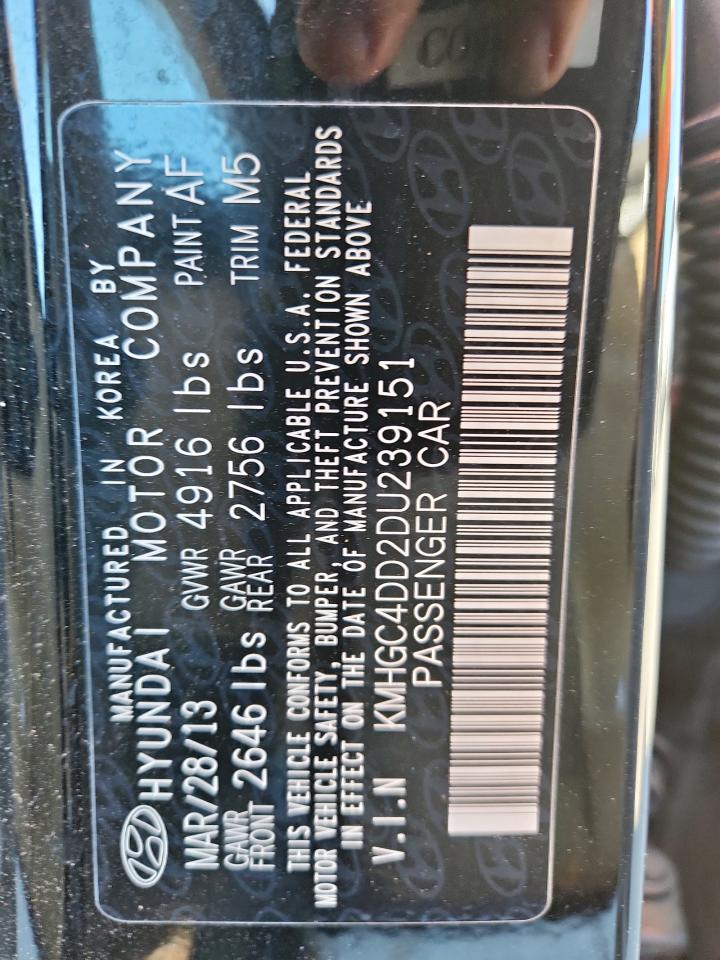 MANUFACTURED IN KOREA BY
HYUNDAI MOTOR COMPANY
MAR/28/13 GVWR 4916 lbs PAINT AF
GAWR FRONT 2646 lbs GAWR REAR 2756 lbs TRIM M5
THIS VEHICLE CONFORMS TO ALL APPLICABLE U.S.A. FEDERAL
MOTOR VEHICLE SAFETY, BUMPER, AND THEFT PREVENTION STANDARDS
IN EFFECT ON THE DATE OF MANUFACTURE SHOWN ABOVE
V.I.N KMHGC4DD2DU239151
PASSENGER CAR